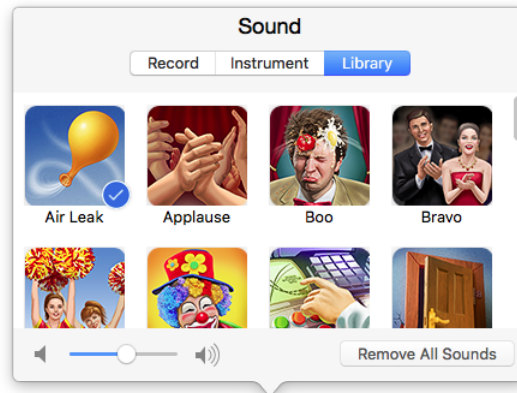 Sound
Record Instrument Library
Air Leak Applause Boo Bravo
Remove All Sounds